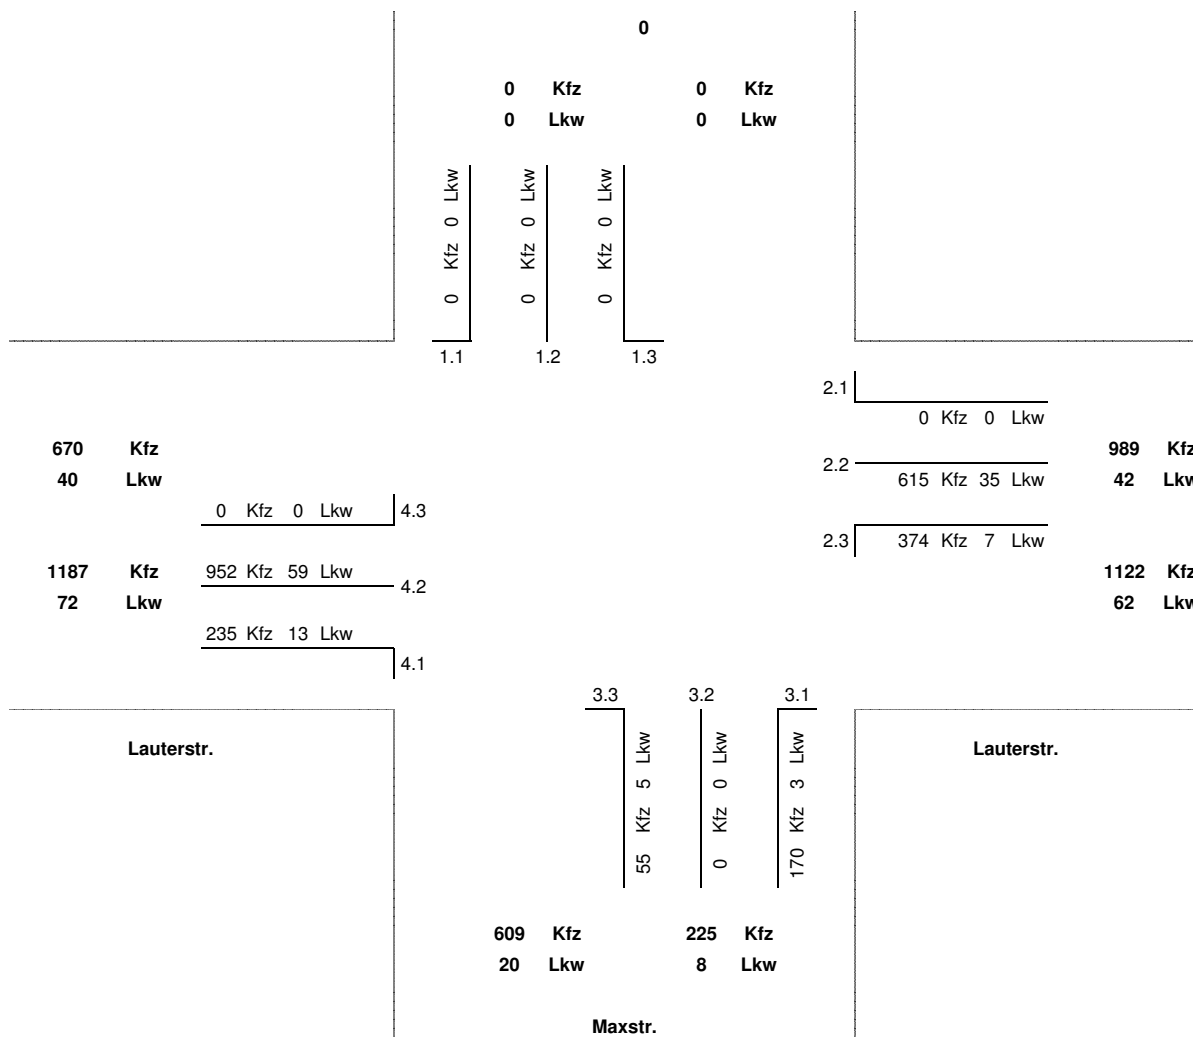 0
0 Kfz 0 Kfz
0 Lkw 0 Lkw
0 Kfz 0 Lkw
0 Kfz 0 Lkw
0 Kfz 0 Lkw
1.1 1.2 1.3
2.1
0 Kfz 0 Lkw
670 Kfz
40 Lkw
989 Kfz
42 Lkw
2.2
615 Kfz 35 Lkw
0 Kfz 0 Lkw 4.3
2.3
374 Kfz 7 Lkw
1187 Kfz
72 Lkw
952 Kfz 59 Lkw 4.2
1122 Kfz
62 Lkw
235 Kfz 13 Lkw
4.1
3.3 3.2 3.1
Lauterstr. Lauterstr.
55 Kfz 5 Lkw
0 Kfz 0 Lkw
170 Kfz 3 Lkw
609 Kfz 225 Kfz
20 Lkw 8 Lkw
Maxstr.